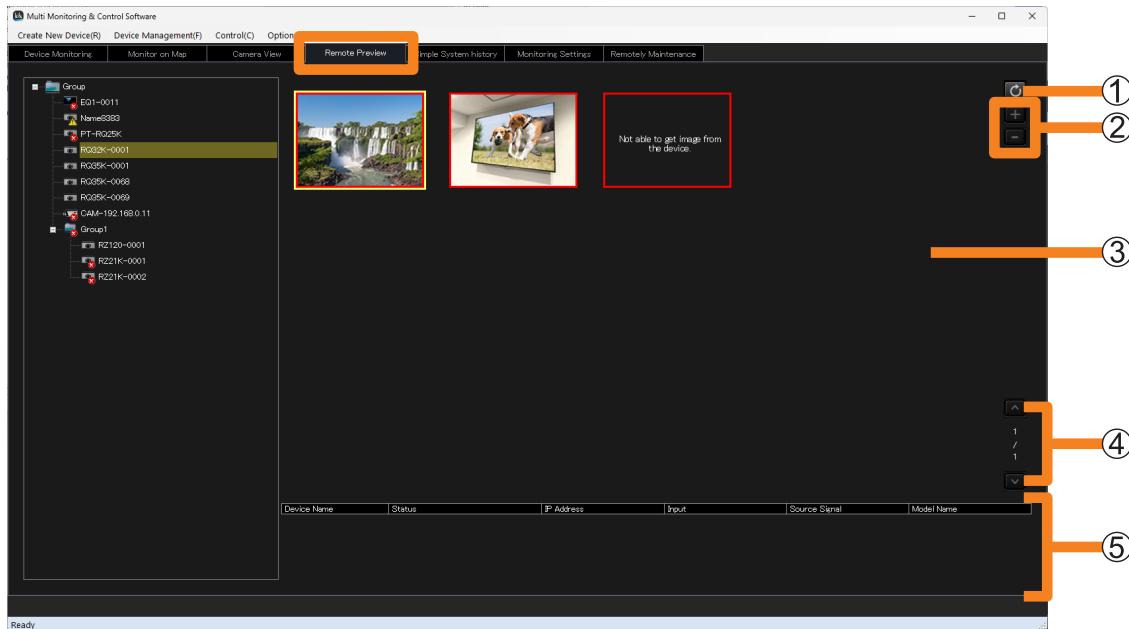 Multi Monitoring & Control Software
Create New Device(R) Device Management(F) Control(C) Option
Device Monitoring Monitor on Map Camera View Remote Preview imple System history Monitoring Settings Remotely Maintenance
Group
EQ1-0011
Name8383
PT-RQ25K
RQ32K-0001
RQ35K-0001
RQ35K-0068
RQ35K-0069
CAM-192.168.0.11
Group1
RZ120-0001
RZ21K-0001
RZ21K-0002
Not able to get image from
the device.
+
-
1
/
1
①
②
③
④
⑤
Device Name Status IP Address Input Source Signal Model Name
Ready